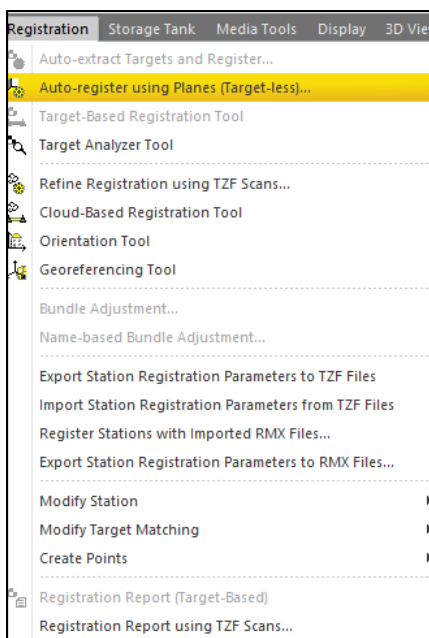 Registration Storage Tank Media Tools Display 3D Vie
Auto-extract Targets and Register...
Auto-register using Planes (Target-less)...
Target-Based Registration Tool
Target Analyzer Tool
Refine Registration using TZF Scans...
Cloud-Based Registration Tool
Orientation Tool
Georeferencing Tool
Bundle Adjustment...
Name-based Bundle Adjustment...
Export Station Registration Parameters to TZF Files
Import Station Registration Parameters from TZF Files
Register Stations with Imported RMX Files...
Export Station Registration Parameters to RMX Files...
Modify Station
Modify Target Matching
Create Points
Registration Report (Target-Based)
Registration Report using TZF Scans...